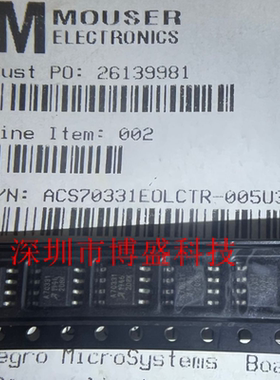 M MOUSER
ELECTRONICS
ust PO: 26139981
ine Item: 002
/N: ACS70331EOLCTR-005U3
深圳市博盛科技
egro MicroSystems Boa